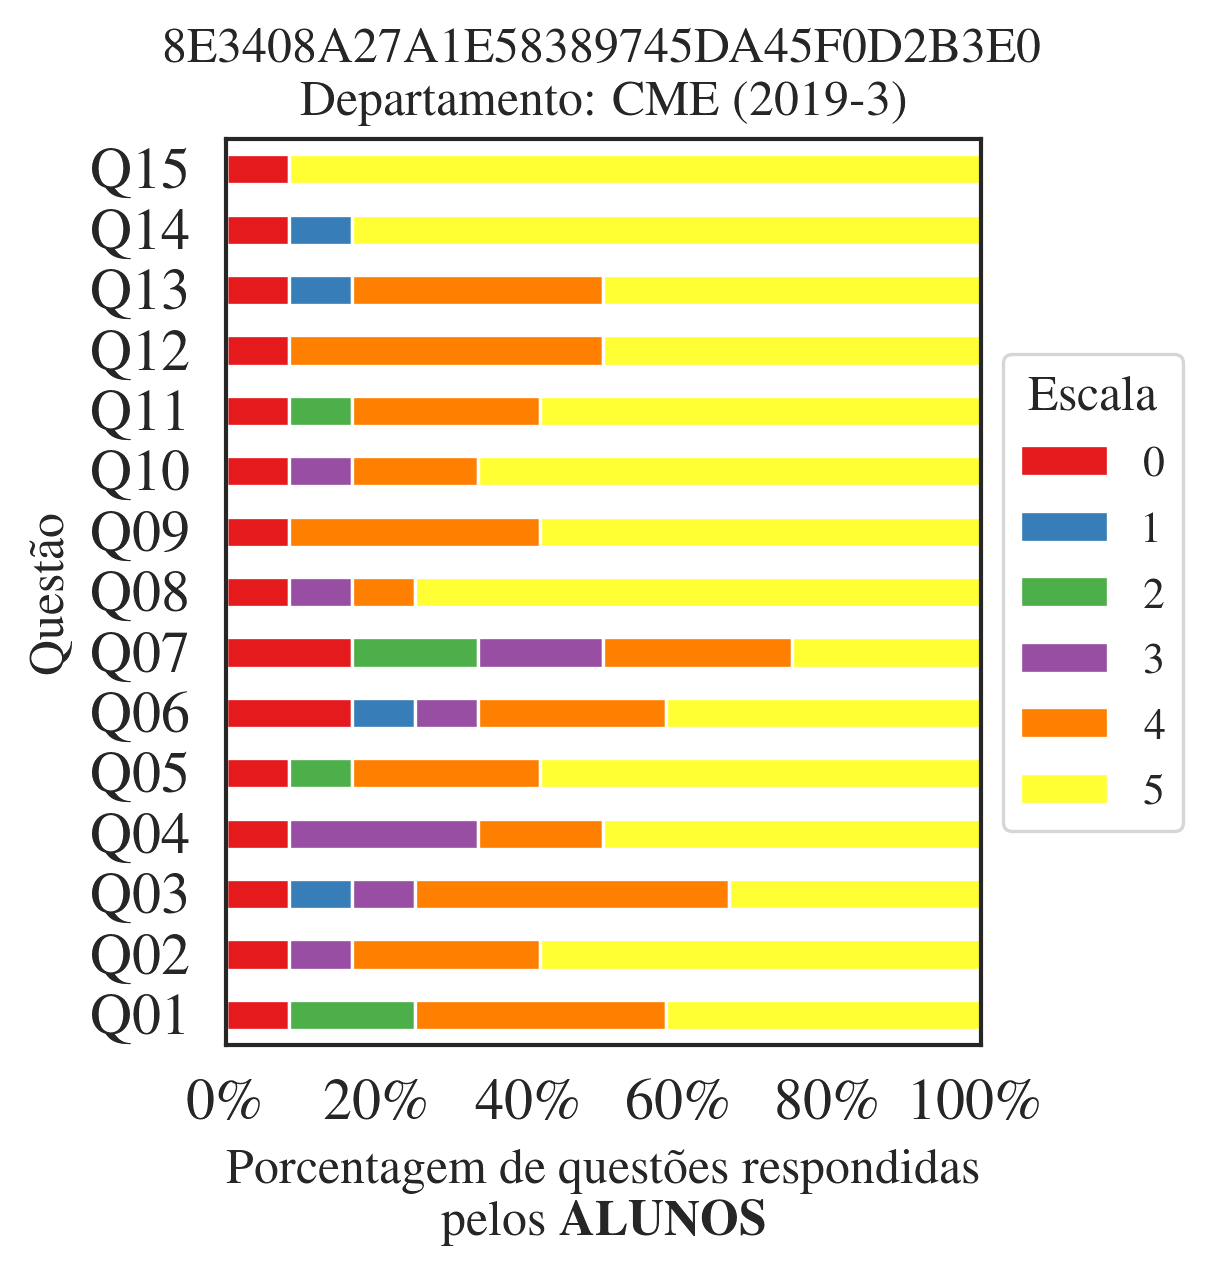 8E3408A27A1E58389745DA45F0D2B3E0
Departamento: CME (2019-3)
Questão
Q15
Q14
Q13
Q12
Q11
Q10
Q09
Q08
Q07
Q06
Q05
Q04
Q03
Q02
Q01
0% 20% 40% 60% 80% 100%
Porcentagem de questões respondidas
pelos ALUNOS
Escala
0
1
2
3
4
5